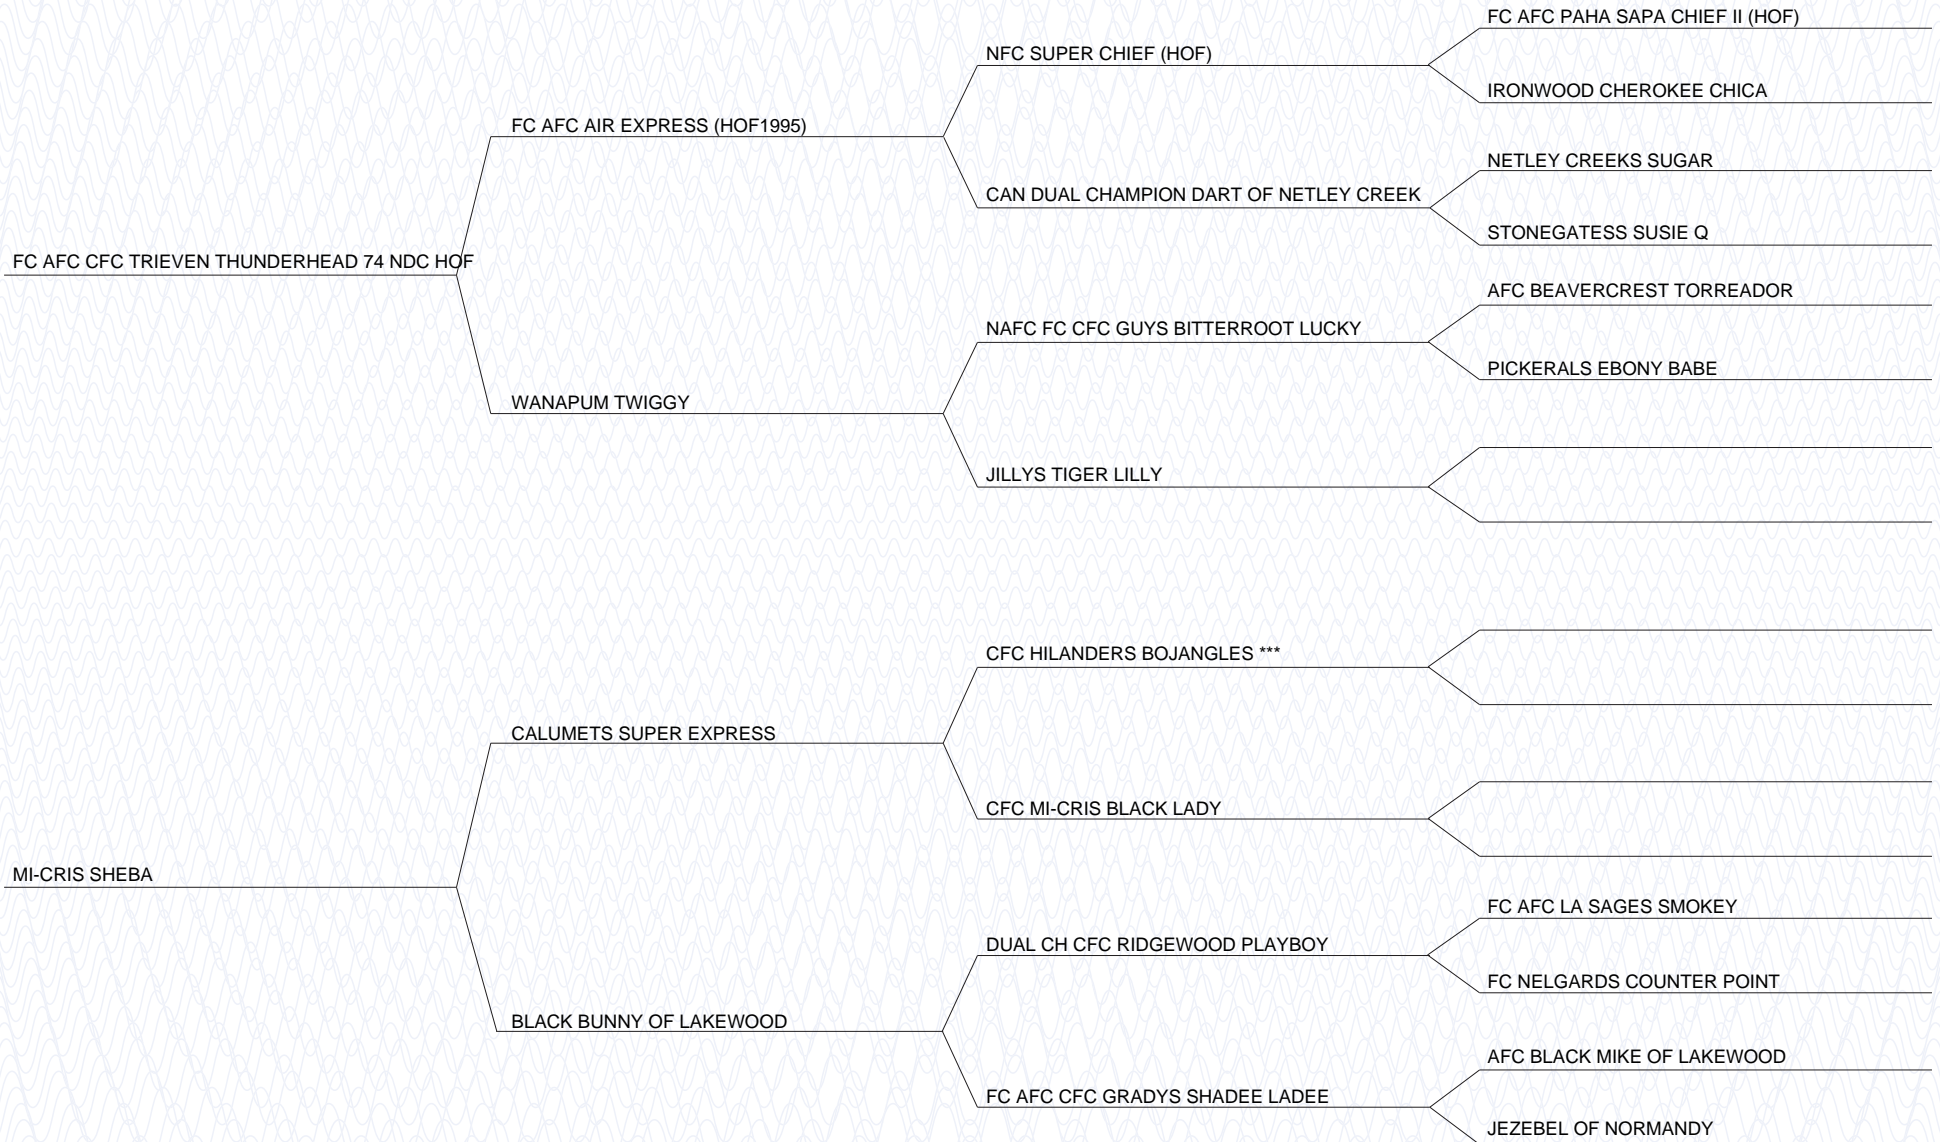 FC AFC PAHA SAPA CHIEF II (HOF)
NFC SUPER CHIEF (HOF)
IRONWOOD CHEROKEE CHICA
FC AFC AIR EXPRESS (HOF1995)
NETLEY CREEKS SUGAR
CAN DUAL CHAMPION DART OF NETLEY CREEK
STONEGATESS SUSIE Q
FC AFC CFC TRIEVEN THUNDERHEAD 74 NDC HOF
AFC BEAVERCREST TORREADOR
NAFC FC CFC GUYS BITTERROOT LUCKY
PICKERALS EBONY BABE
WANAPUM TWIGGY
JILLYS TIGER LILLY
CFC HILANDERS BOJANGLES ***
CALUMETS SUPER EXPRESS
CFC MI-CRIS BLACK LADY
MI-CRIS SHEBA
FC AFC LA SAGES SMOKEY
DUAL CH CFC RIDGEWOOD PLAYBOY
FC NELGARDS COUNTER POINT
BLACK BUNNY OF LAKEWOOD
AFC BLACK MIKE OF LAKEWOOD
FC AFC CFC GRADYS SHADEE LADEE
JEZEBEL OF NORMANDY